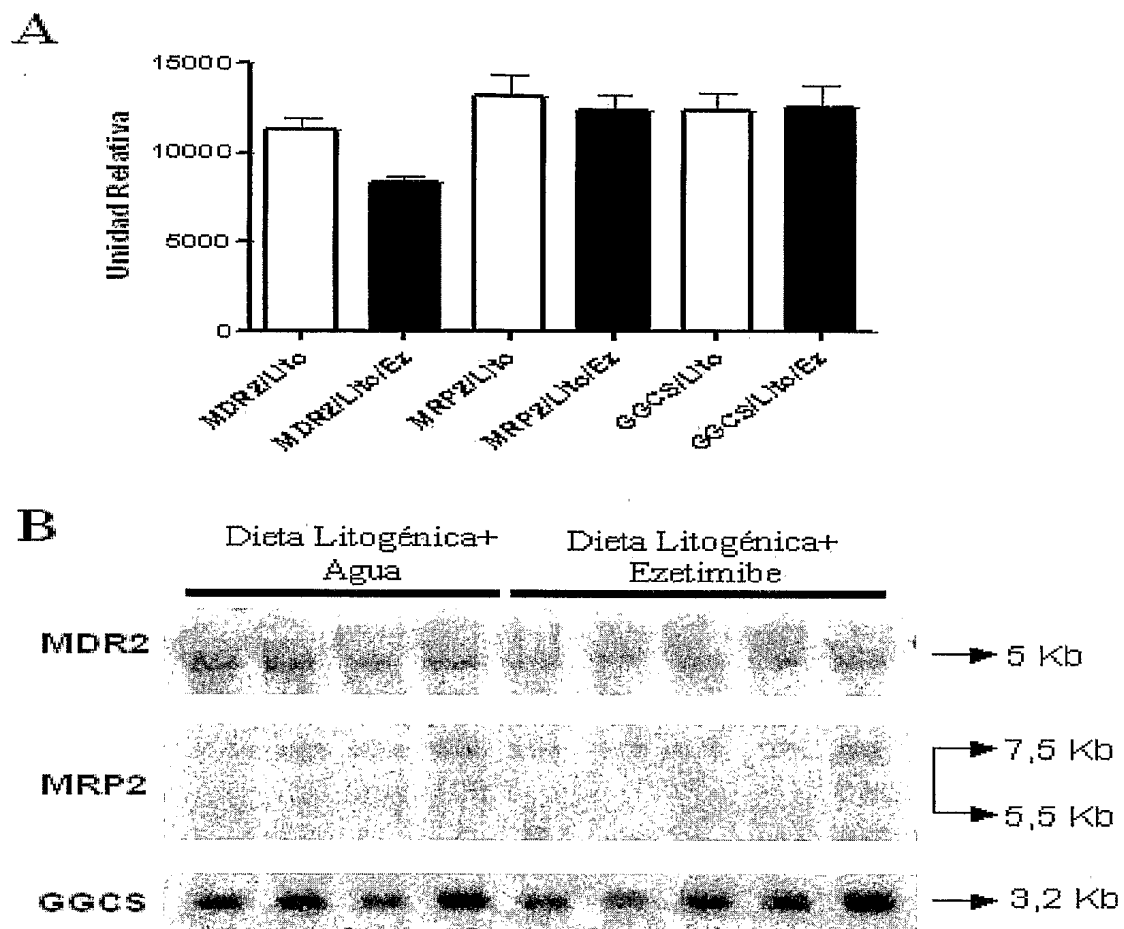 A
15000
10000
5000
0
Unidad Relativa
MDR2/Lito
MDR2/Lito/Ez
MRP2/Lito
MRP2/Lito/Ez
GGCS/Lito
GGCS/Lito/Ez
B
Dieta Litogénica+
Agua
Dieta Litogénica+
Ezetimibe
MDR2
5 Kb
MRP2
7,5 Kb
5,5 Kb
GGCS
3,2 Kb